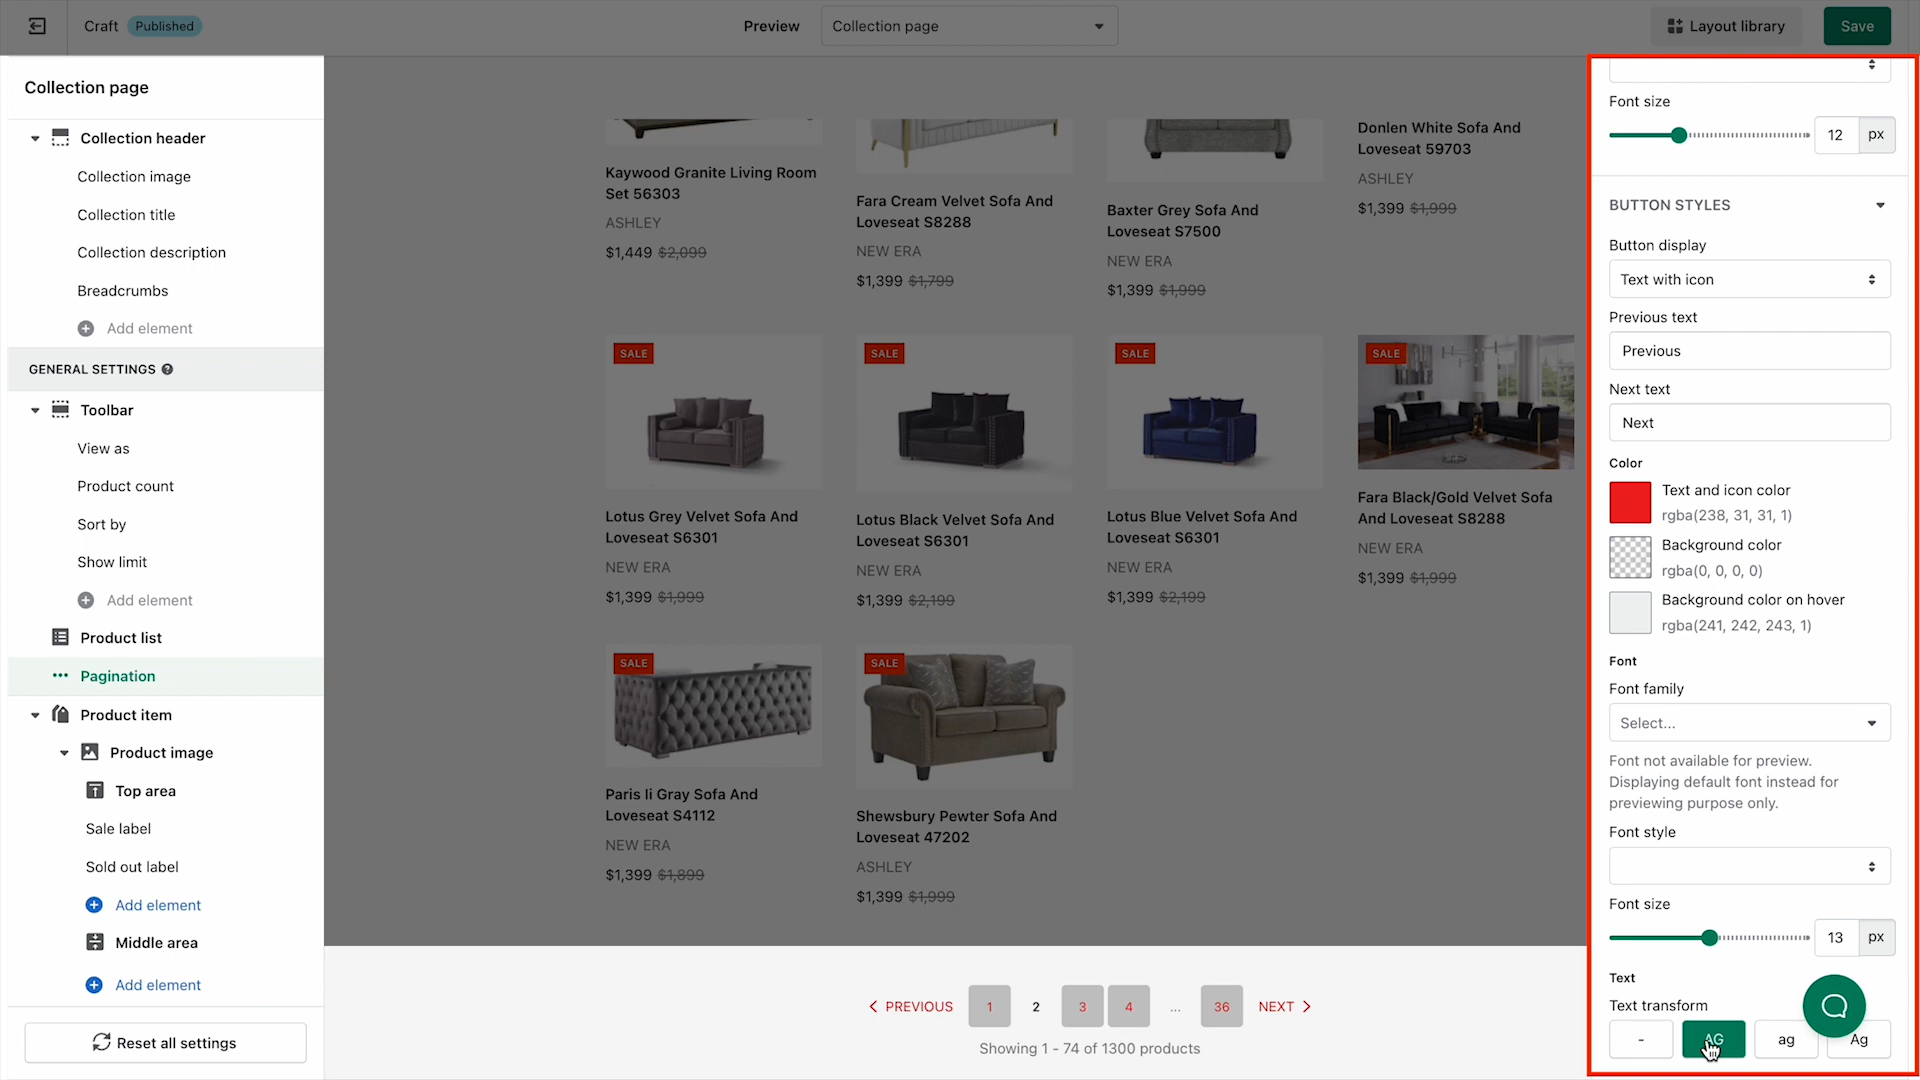 Craft Published
Preview Collection page
Layout library
Save
Collection page
Collection header
Collection image
Collection title
Collection description
Breadcrumbs
Add element
GENERAL SETTINGS ?
Toolbar
View as
Product count
Sort by
Show limit
Add element
Product list
Pagination
Product item
Product image
Top area
Sale label
Sold out label
Add element
Middle area
Add element
Reset all settings
Kaywood Granite Living Room
Set 56303
ASHLEY
$1,449 $2,099
Fara Cream Velvet Sofa And
Loveseat S8288
NEW ERA
$1,399 $1,799
Baxter Grey Sofa And
Loveseat S7500
NEW ERA
$1,399 $1,999
Donlen White Sofa And
Loveseat 59703
ASHLEY
$1,399 $1,999
SALE
Lotus Grey Velvet Sofa And
Loveseat S6301
NEW ERA
$1,399 $1,999
SALE
Lotus Black Velvet Sofa And
Loveseat S6301
NEW ERA
$1,399 $2,199
SALE
Lotus Blue Velvet Sofa And
Loveseat S6301
NEW ERA
$1,399 $2,199
SALE
Fara Black/Gold Velvet Sofa
And Loveseat S8288
NEW ERA
$1,399 $1,999
SALE
Paris Ii Gray Sofa And
Loveseat S4112
NEW ERA
$1,399 $1,899
SALE
Shewsbury Pewter Sofa And
Loveseat 47202
ASHLEY
$1,399 $1,999
PREVIOUS 1 2 3 4 ... 36 NEXT
Showing 1 - 74 of 1300 products
Font size
12 px
BUTTON STYLES
Button display
Text with icon
Previous text
Previous
Next text
Next
Color
Text and icon color
rgba(238, 31, 31, 1)
Background color
rgba(0, 0, 0, 0)
Background color on hover
rgba(241, 242, 243, 1)
Font
Font family
Select...
Font not available for preview.
Displaying default font instead for
previewing purpose only.
Font style
Font size
13 px
Text
Text transform
- AG ag Ag